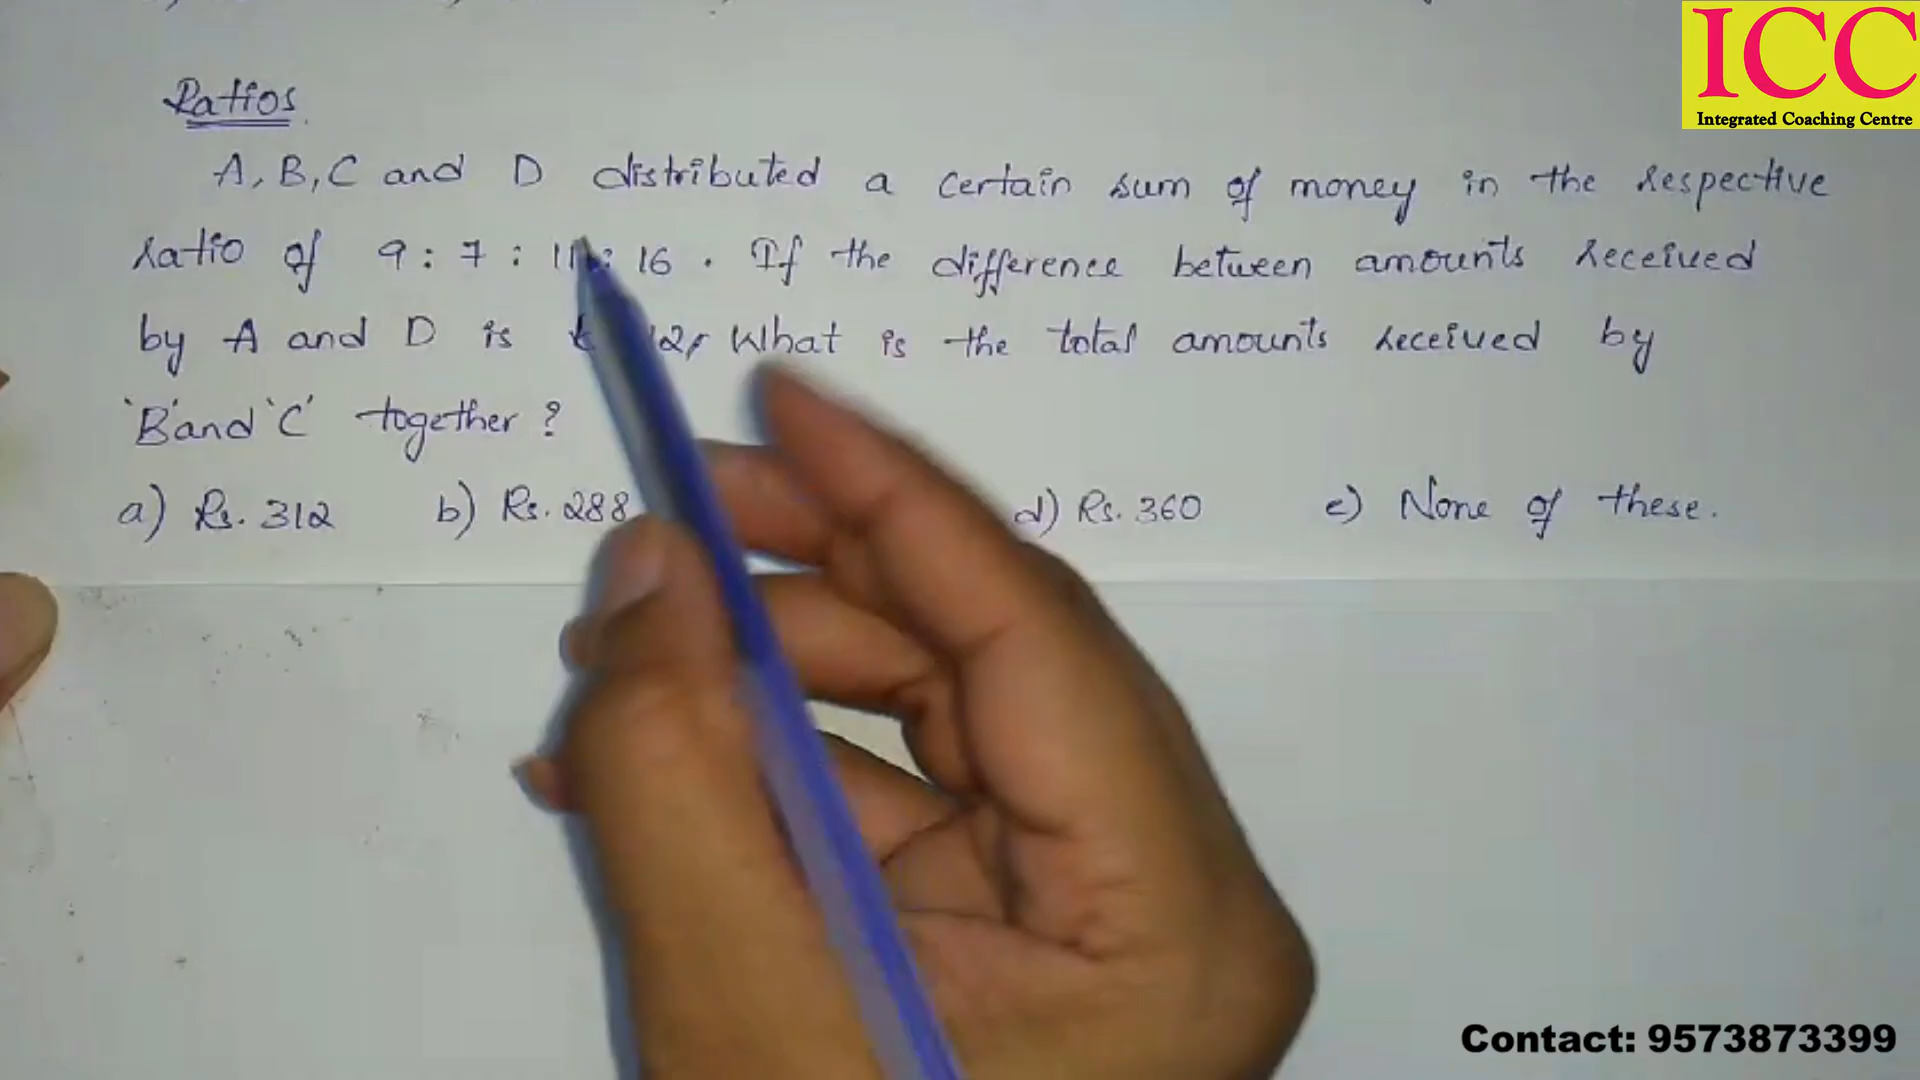 ICC
Integrated Coaching Centre
Ratios
A, B, C and D distributed a certain sum of money in the respective
ratio of 9 : 7 : 11 : 16 . If the difference between amounts received
by A and D is What is the total amounts received by
'B' and 'C' together ?
a) Rs. 312 b) Rs. 288 d) Rs. 360 e) None of these.
Contact: 9573873399